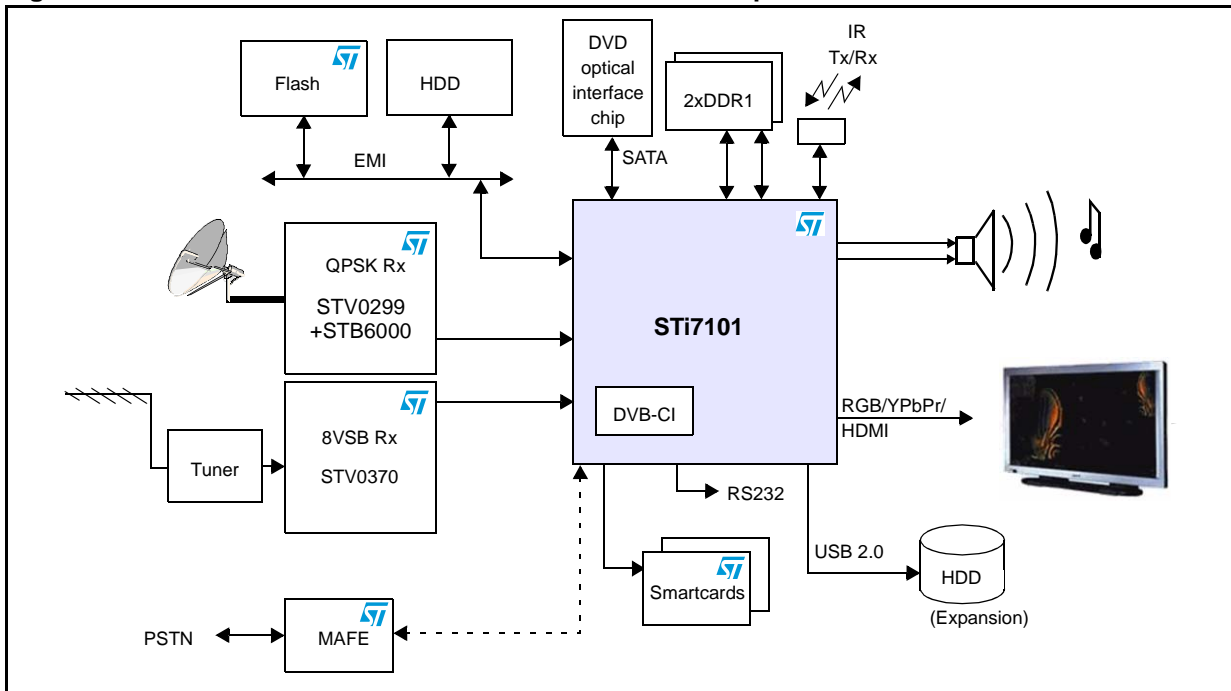 Flash
HDD
DVD
optical
interface
chip
2xDDR1
IR
Tx/Rx
EMI
SATA
QPSK Rx
STV0299
+STB6000
STi7101
DVB-CI
RGB/YPbPr/
HDMI
8VSB Rx
STV0370
Tuner
RS232
USB 2.0
HDD
(Expansion)
Smartcards
PSTN
MAFE